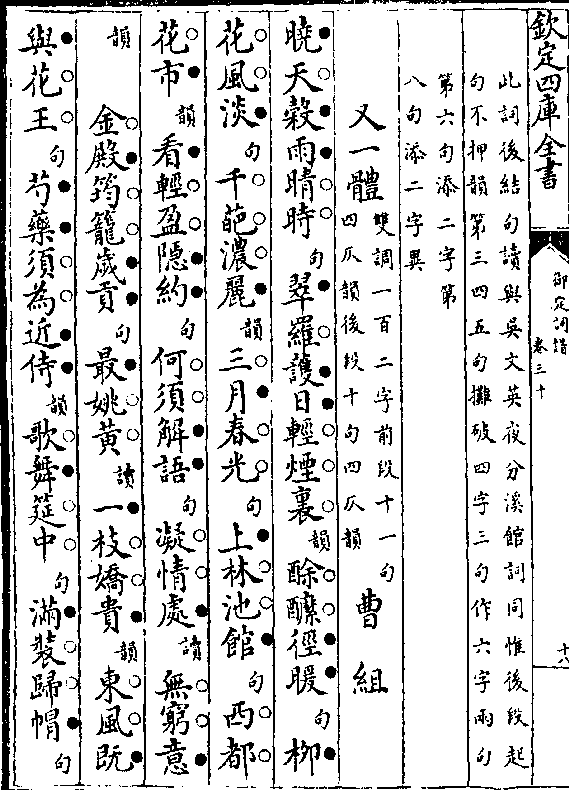 欽定四庫全書
御定詞譜
卷三十
十八
此詞後結句讀與吳文英夜分溪館詞同惟後段起
句不押韻第三四五句攤破四字三句作六字兩句
第六句添二字第
八句添二字異
又一體 雙調一百二字前段十一句
四仄韻後段十句四仄韻 曹組
曉天榖雨晴時句翠羅護日輕煙裏韻酴醾徑暖句柳
花風淡句千葩濃麗韻三月春光句上林池館句西都
花市韻看輕盈隱約句何須解語句凝情處讀無窮意
韻 金殿筠籠歲貢句最姚黃讀一枝嬌貴韻東風既
與花王句芍藥須為近侍韻歌舞筵中句滿裝歸帽句